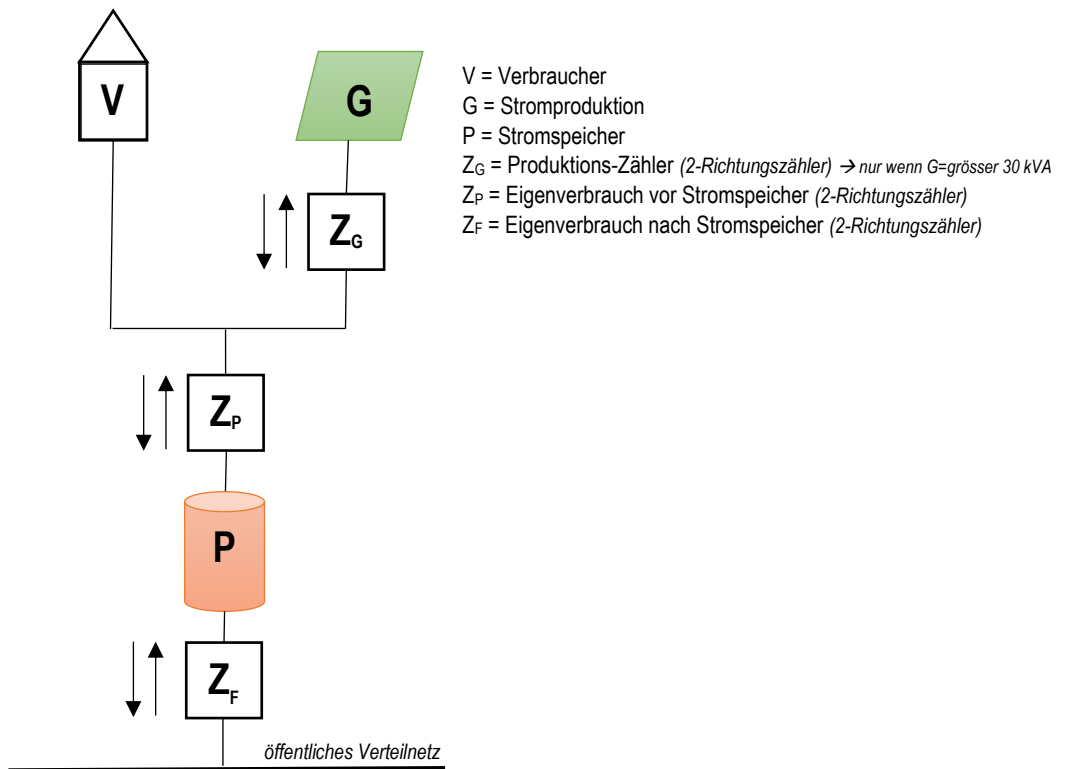 V
G
V = Verbraucher
G = Stromproduktion
P = Stromspeicher
ZG = Produktions-Zähler (2-Richtungszähler) → nur wenn G=grösser 30 kVA
ZP = Eigenverbrauch vor Stromspeicher (2-Richtungszähler)
ZF = Eigenverbrauch nach Stromspeicher (2-Richtungszähler)
ZG
ZP
P
ZF
öffentliches Verteilnetz